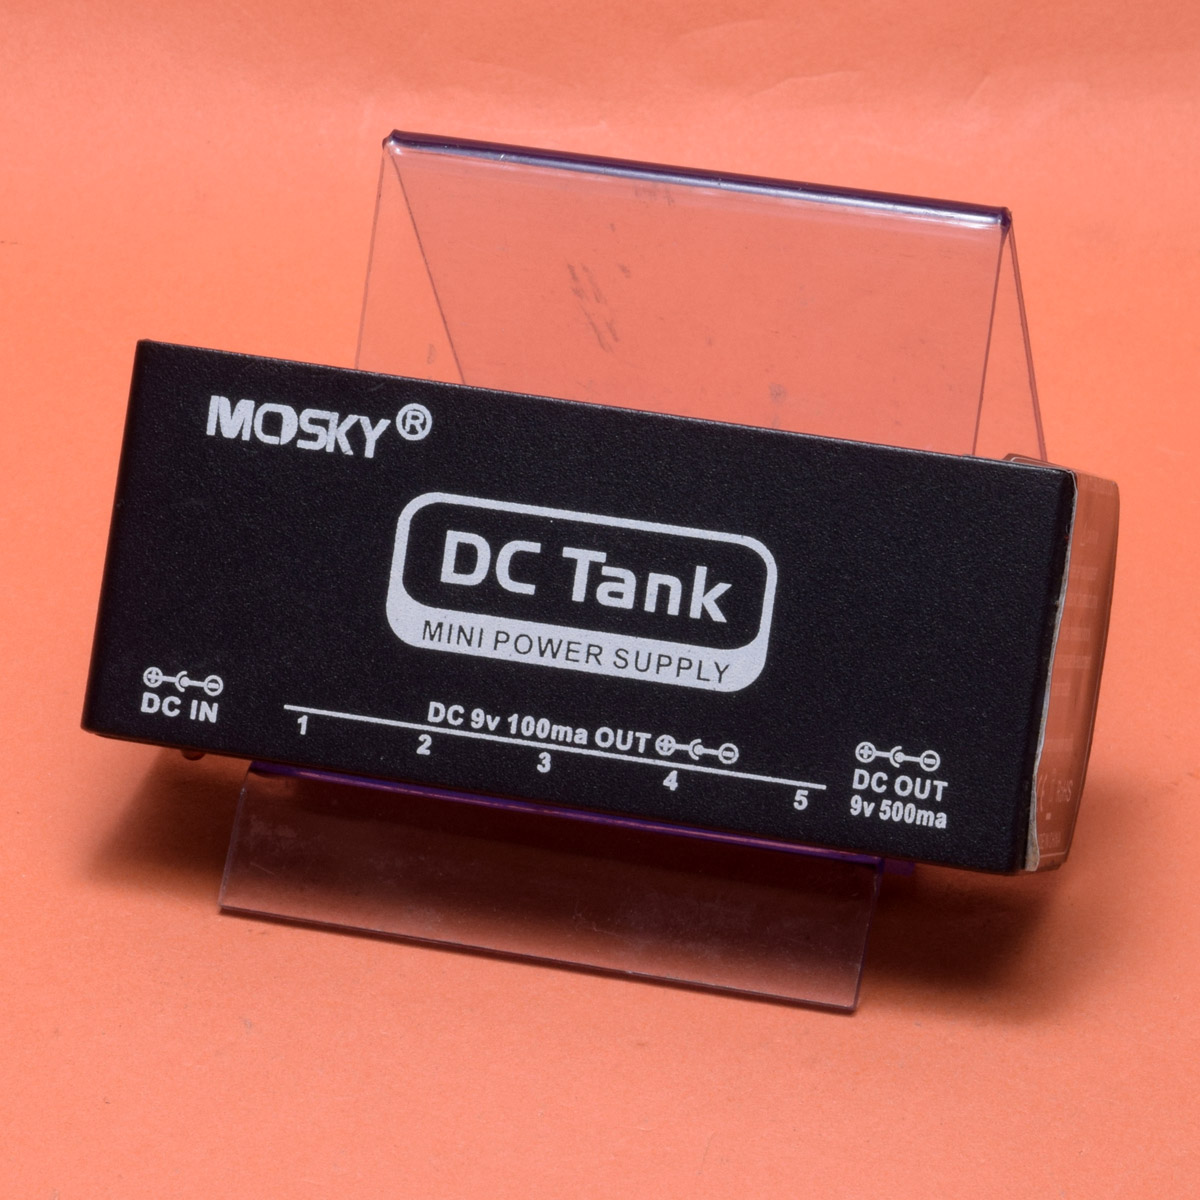 MOSKY®
DC Tank
MINI POWER SUPPLY
DC IN
DC 9v 100ma OUT
1 2 3 4 5
DC OUT
9v 500ma